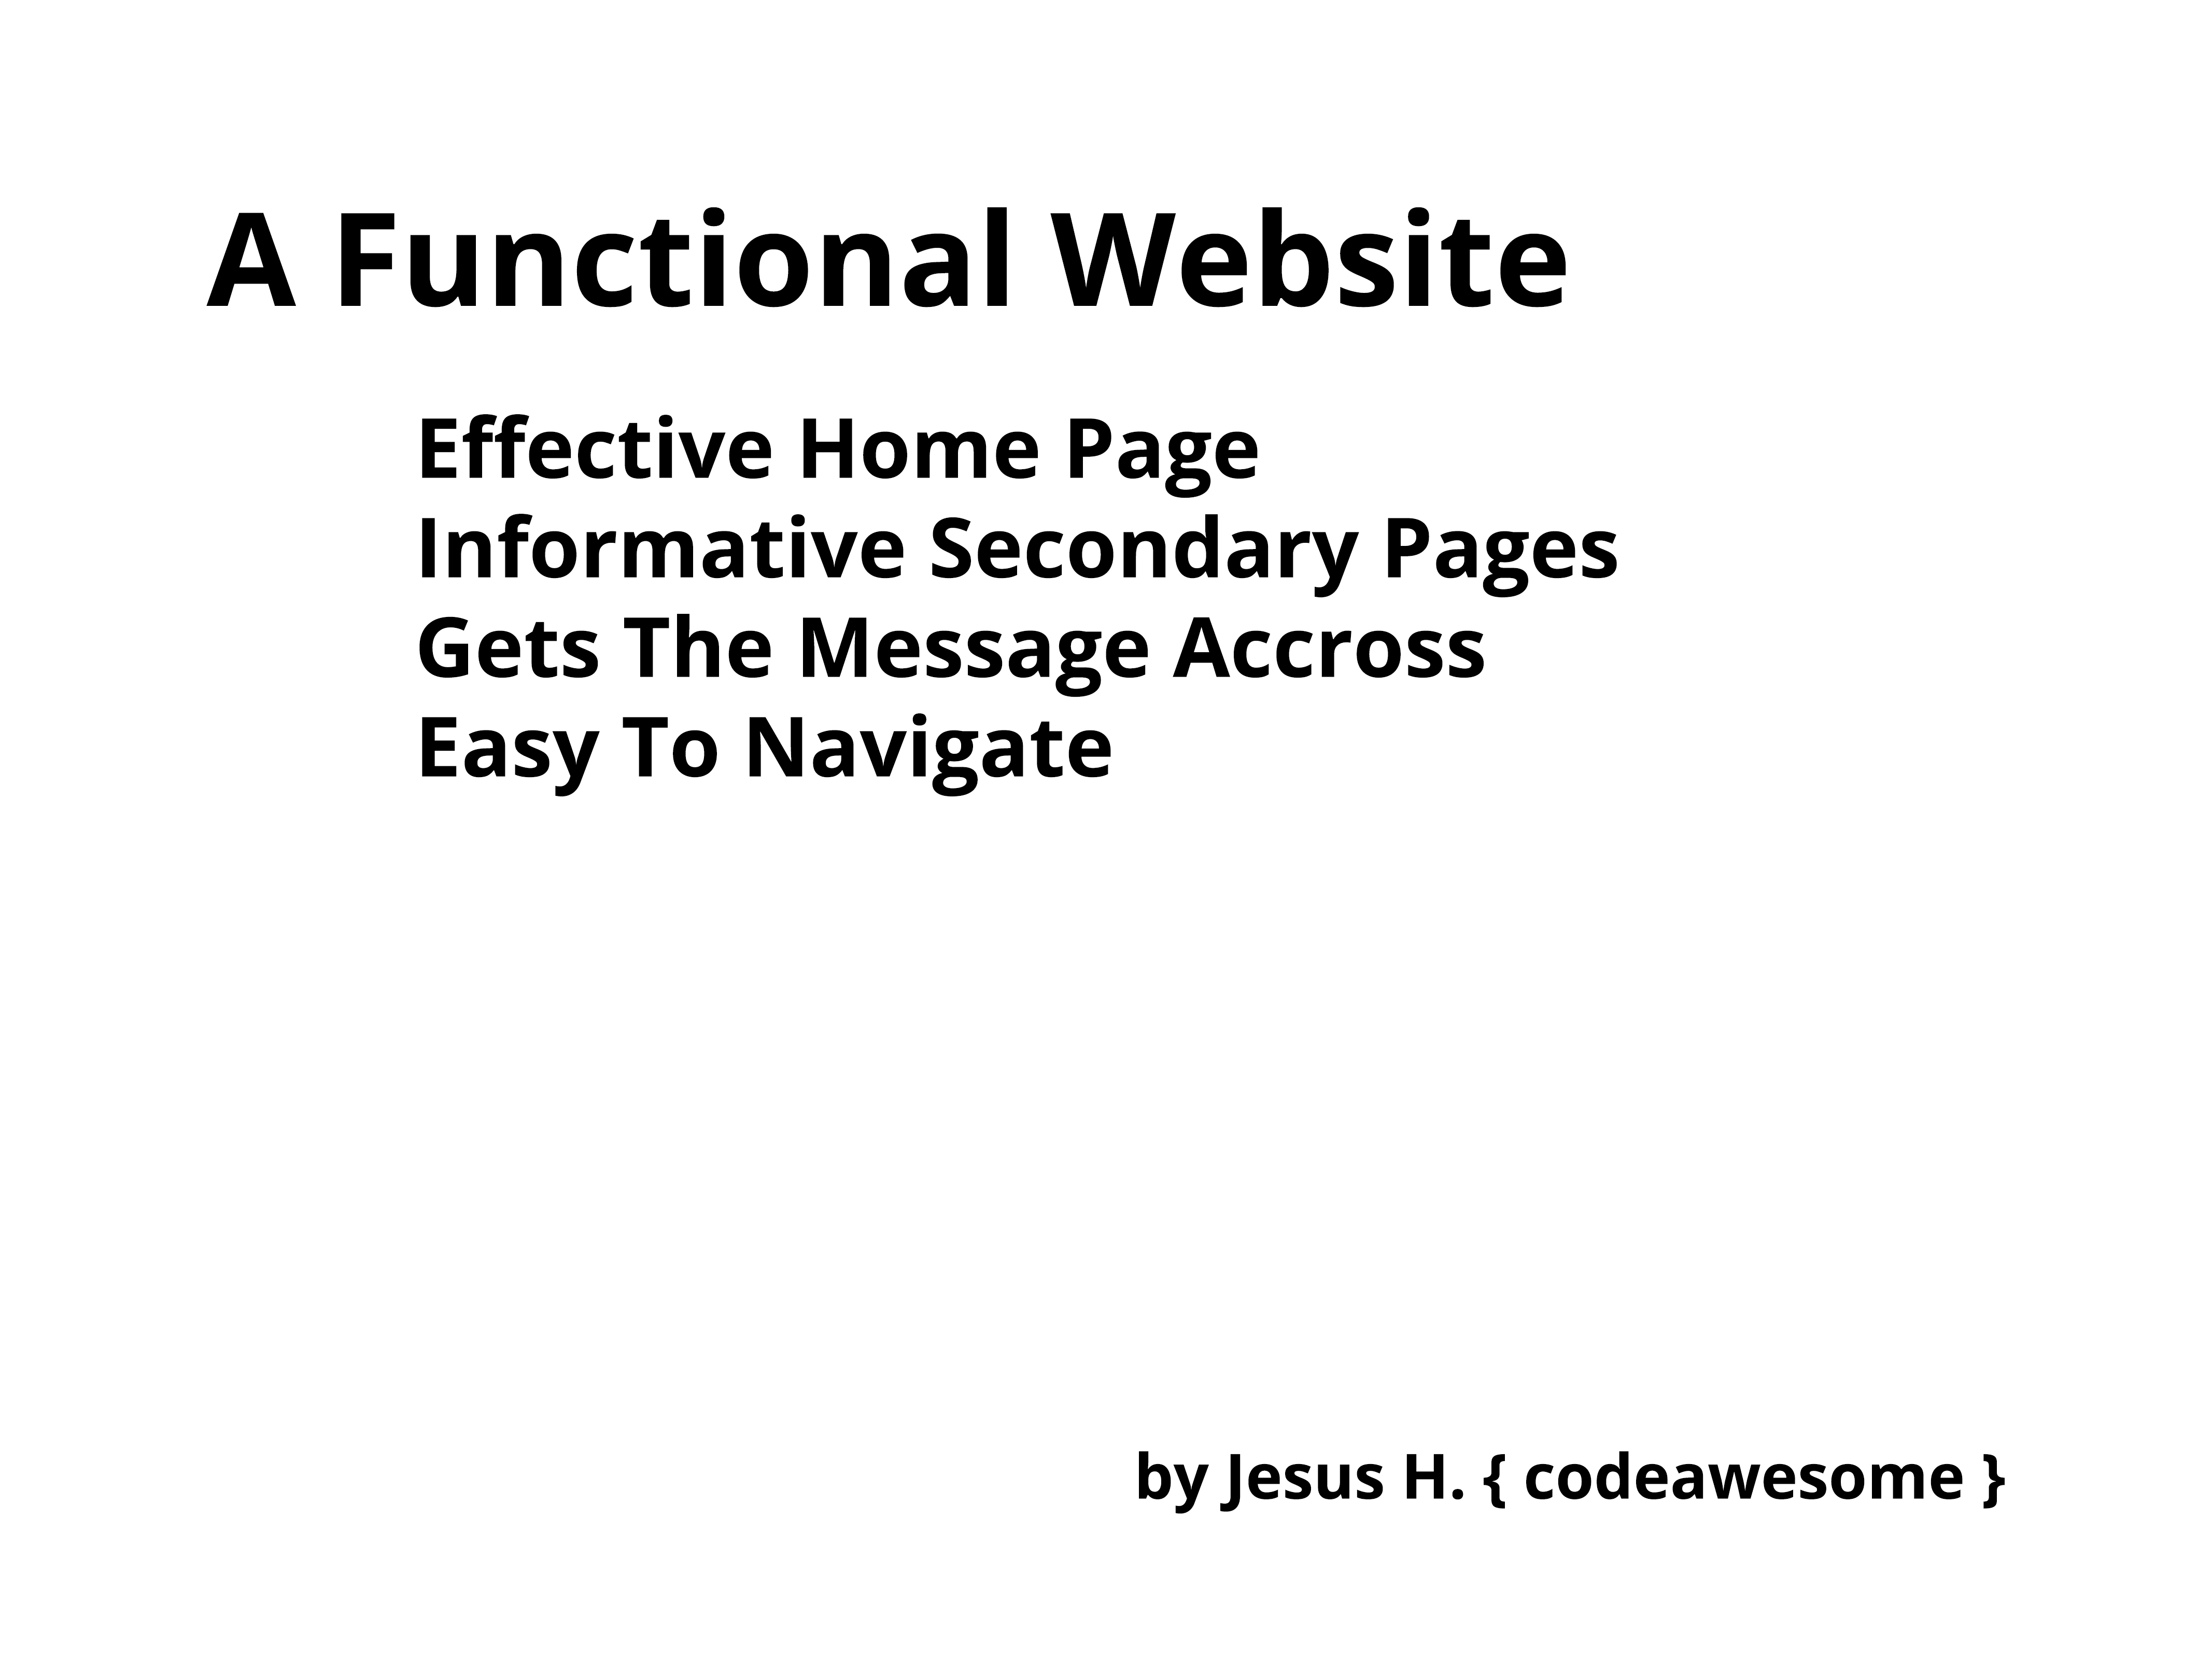 A Functional Website
Effective Home Page
Informative Secondary Pages
Gets The Message Accross
Easy To Navigate
by Jesus H. { codeawesome }